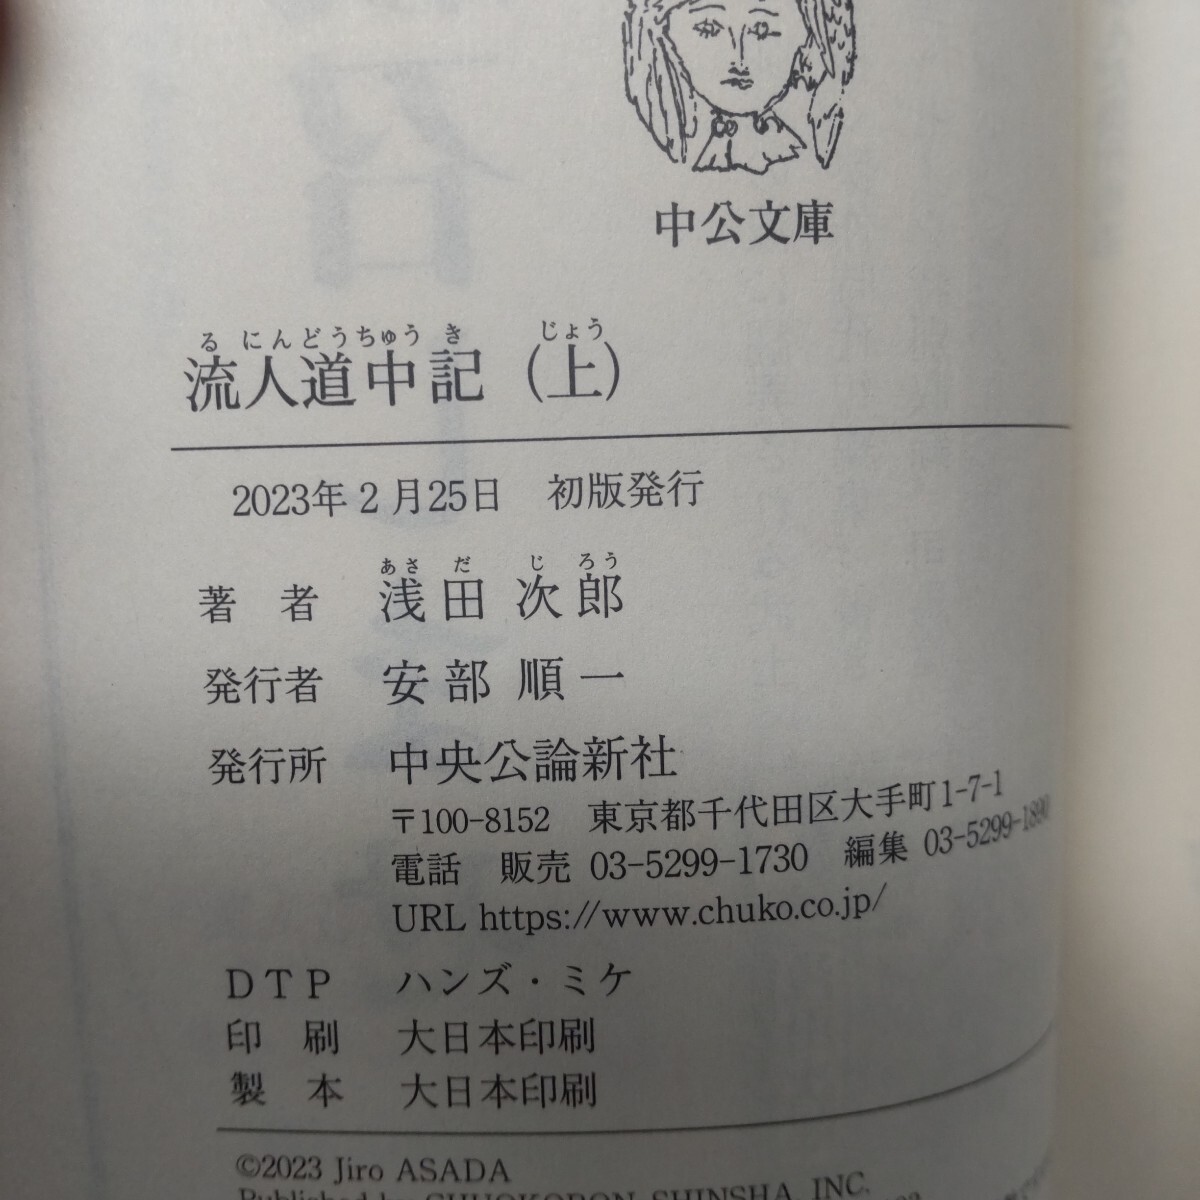 中公文庫
るにんどうちゅうき じょう
流人道中記（上）
2023年2月25日 初版発行
あさ だ じ ろう
著者 浅田次郎
発行者 安部順一
発行所 中央公論新社
〒100-8152 東京都千代田区大手町1-7-1
電話 販売 03-5299-1730 編集 03-5299-1890
URL https://www.chuko.co.jp/
DTP ハンズ・ミケ
印刷 大日本印刷
製本 大日本印刷
©2023 Jiro ASADA
Published by CHUOKORON-SHINSHA, INC.